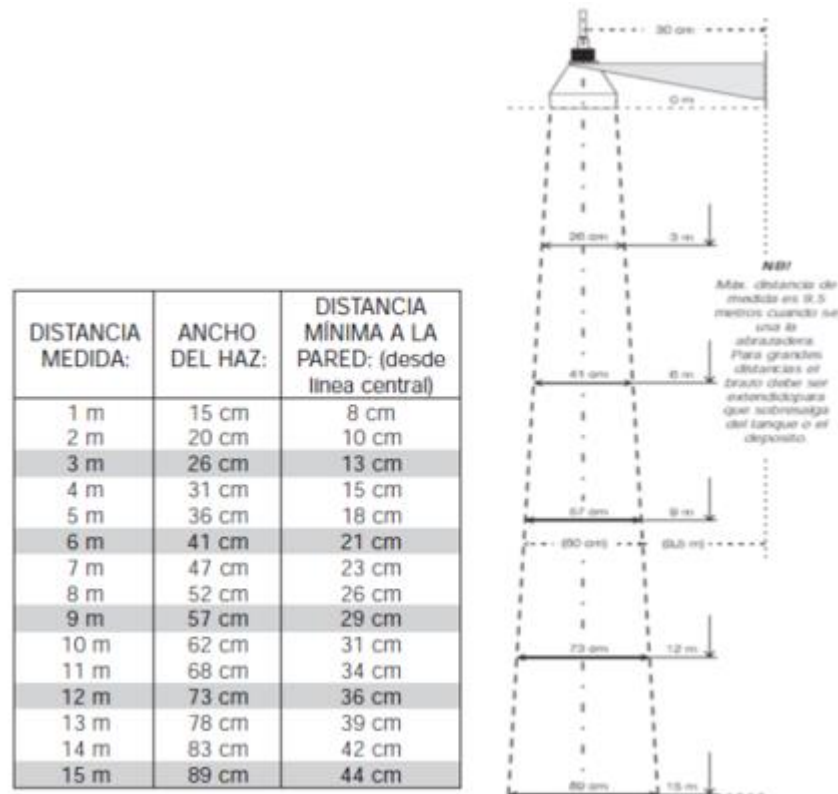 DISTANCIA MEDIDA:	ANCHO DEL HAZ:	DISTANCIA MÍNIMA A LA PARED: (desde línea central)
1 m	15 cm	8 cm
2 m	20 cm	10 cm
3 m	26 cm	13 cm
4 m	31 cm	15 cm
5 m	36 cm	18 cm
6 m	41 cm	21 cm
7 m	47 cm	23 cm
8 m	52 cm	26 cm
9 m	57 cm	29 cm
10 m	62 cm	31 cm
11 m	68 cm	34 cm
12 m	73 cm	36 cm
13 m	78 cm	39 cm
14 m	83 cm	42 cm
15 m	89 cm	44 cm
30 cm
0 m
26 cm	3 m
41 cm	6 m
57 cm	9 m
(60 cm)	(9,5 m)
73 cm	12 m
89 cm	15 m
NB!
Máx. distancia de
medida es 9.5
metros cuando se
usa la
abrazadera.
Para grandes
distancias el
brazo debe ser
extendidopara
que sobresalga
del tanque o el
deposito.